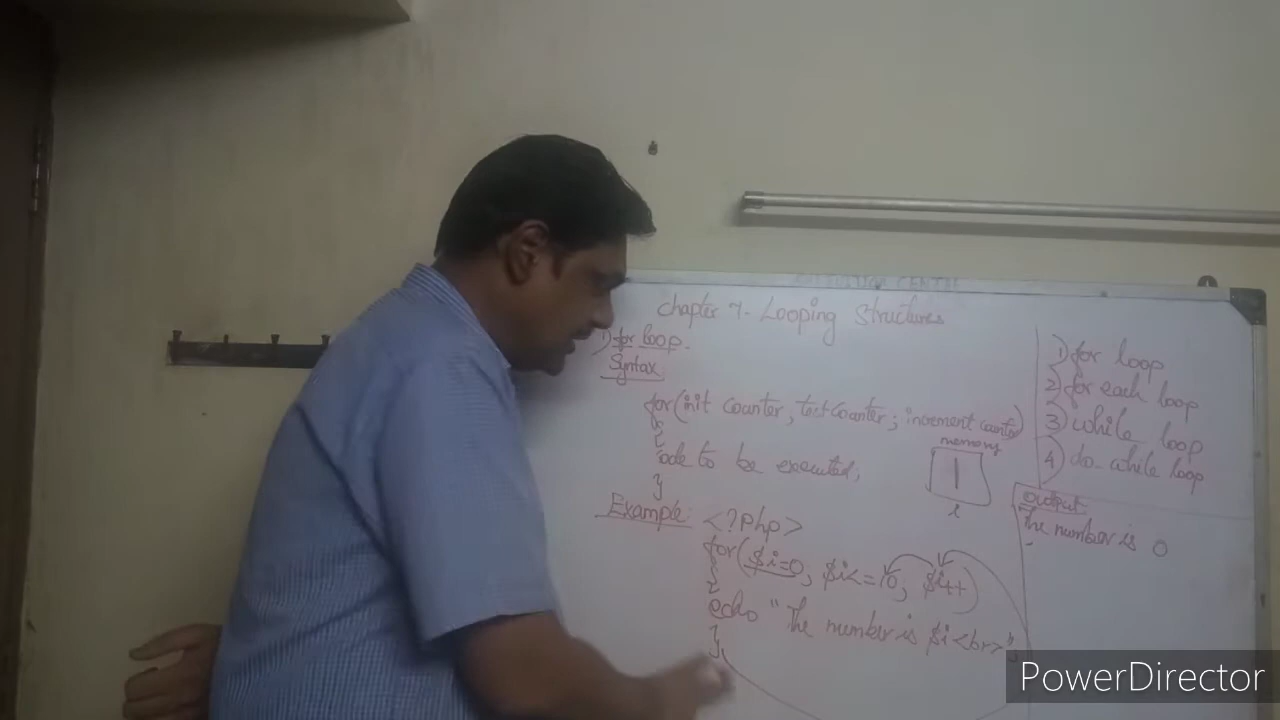 Chapter 7. Looping Structures
1) for loop.
Syntax
for(init counter, test counter; increment counter)
{
code to be executed;
}
memory
1
i
Example: <?php>
for($i=0, $i<=10; $i++)
{
echo "The number is $i<br>";
}
1) for loop
2) for each loop
3) while loop
4) do-while loop
Output
The number is 0
PowerDirector